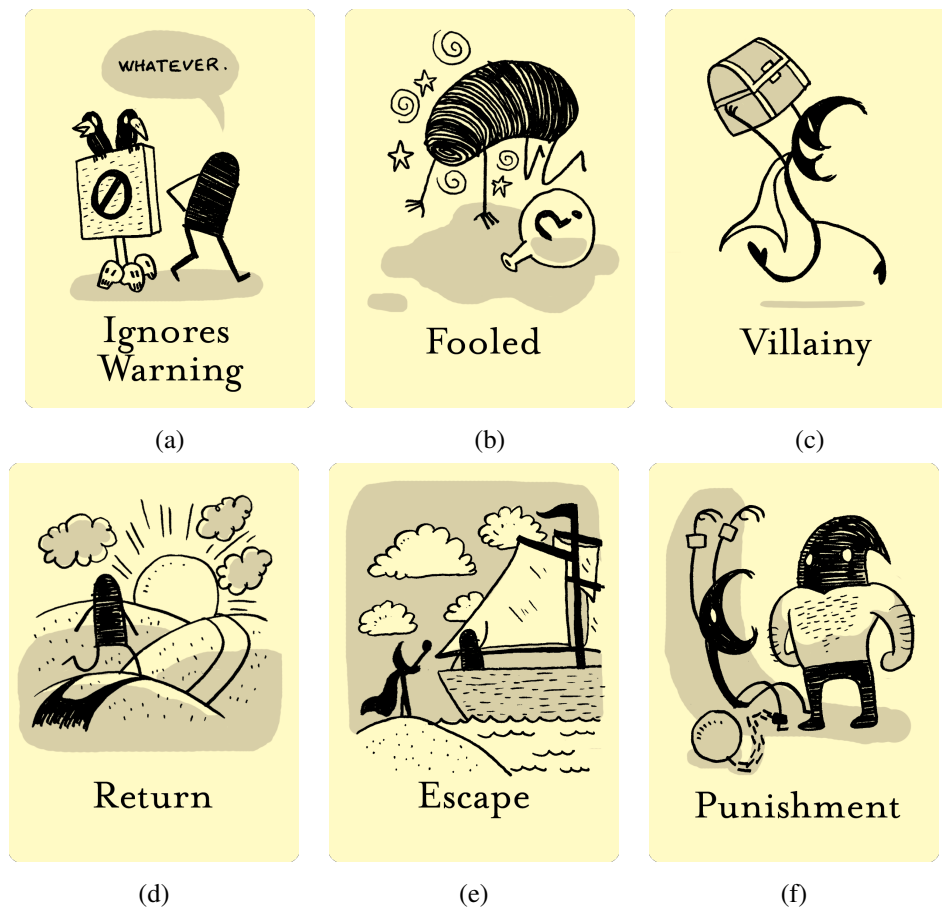 WHATEVER.
Ignores
Warning
(a)
Fooled
(b)
Villainy
(c)
Return
(d)
Escape
(e)
Punishment
(f)